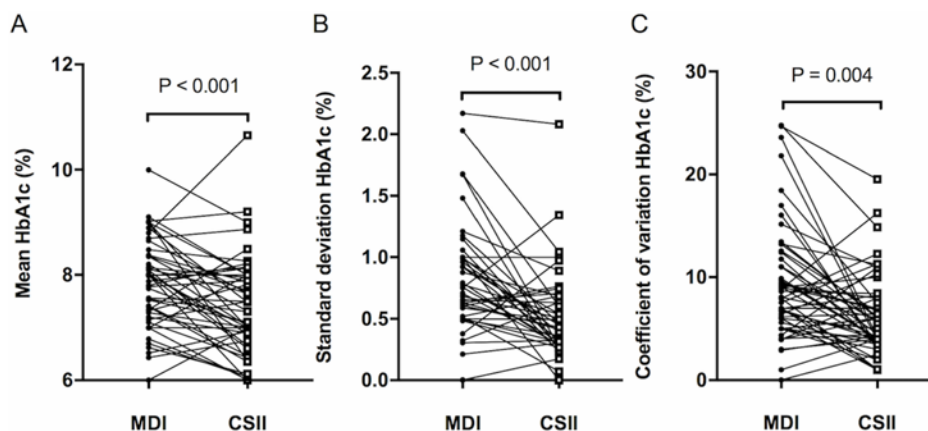 A
P < 0.001
Mean HbA1c (%)
12
10
8
6
MDI
CSII
B
P < 0.001
Standard deviation HbA1c (%)
2.5
2.0
1.5
1.0
0.5
0.0
MDI
CSII
C
P = 0.004
Coefficient of variation HbA1c (%)
30
20
10
0
MDI
CSII